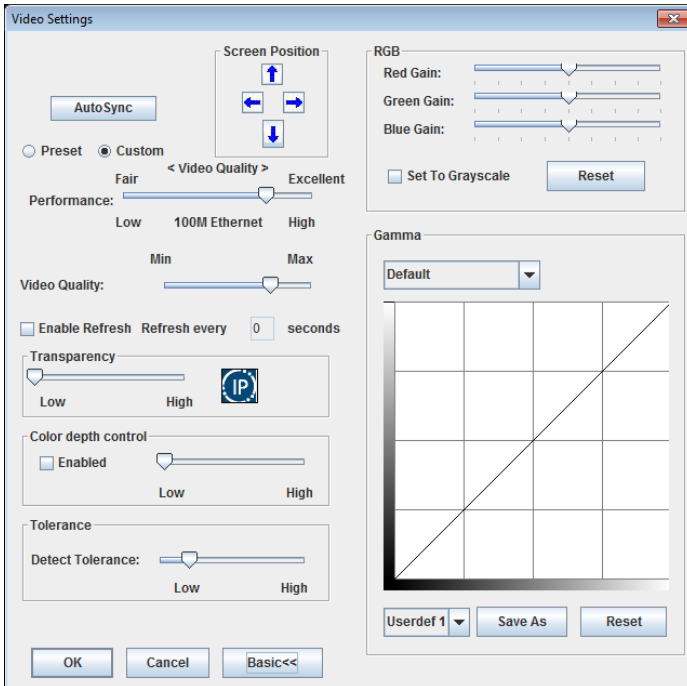 Video Settings
Screen Position
AutoSync
Preset
Custom
< Video Quality >
Fair
Excellent
Performance:
Low
100M Ethernet
High
Min
Max
Video Quality:
Enable Refresh
Refresh every
0
seconds
Transparency
Low
High
IP
Color depth control
Enabled
Low
High
Tolerance
Detect Tolerance:
Low
High
OK
Cancel
Basic<<
RGB
Red Gain:
Green Gain:
Blue Gain:
Set To Grayscale
Reset
Gamma
Default
Userdef 1
Save As
Reset